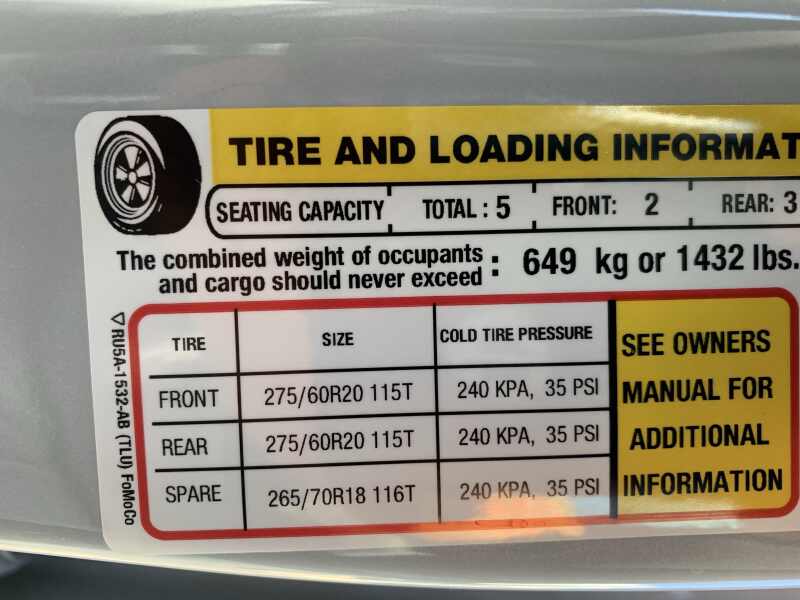 TIRE AND LOADING INFORMAT
SEATING CAPACITY TOTAL : 5 FRONT: 2 REAR: 3
The combined weight of occupants
and cargo should never exceed : 649 kg or 1432 lbs.
TIRE SIZE COLD TIRE PRESSURE
FRONT 275/60R20 115T 240 KPA, 35 PSI
REAR 275/60R20 115T 240 KPA, 35 PSI
SPARE 265/70R18 116T 240 KPA, 35 PSI
SEE OWNERS
MANUAL FOR
ADDITIONAL
INFORMATION
RU5A-1532-AB (TLU) FoMoCo